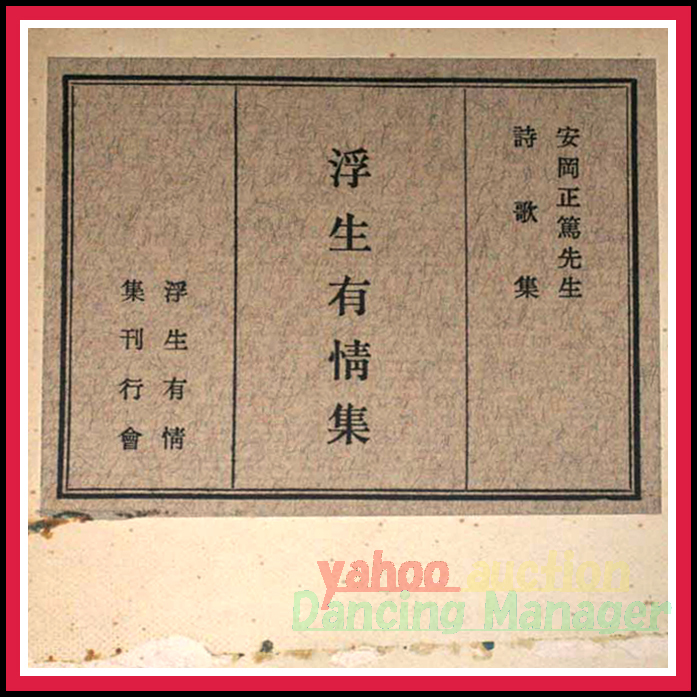 安岡正篤先生
詩歌集
浮生有情集
浮生有情
集刊行會
yahoo auction
Dancing Manager